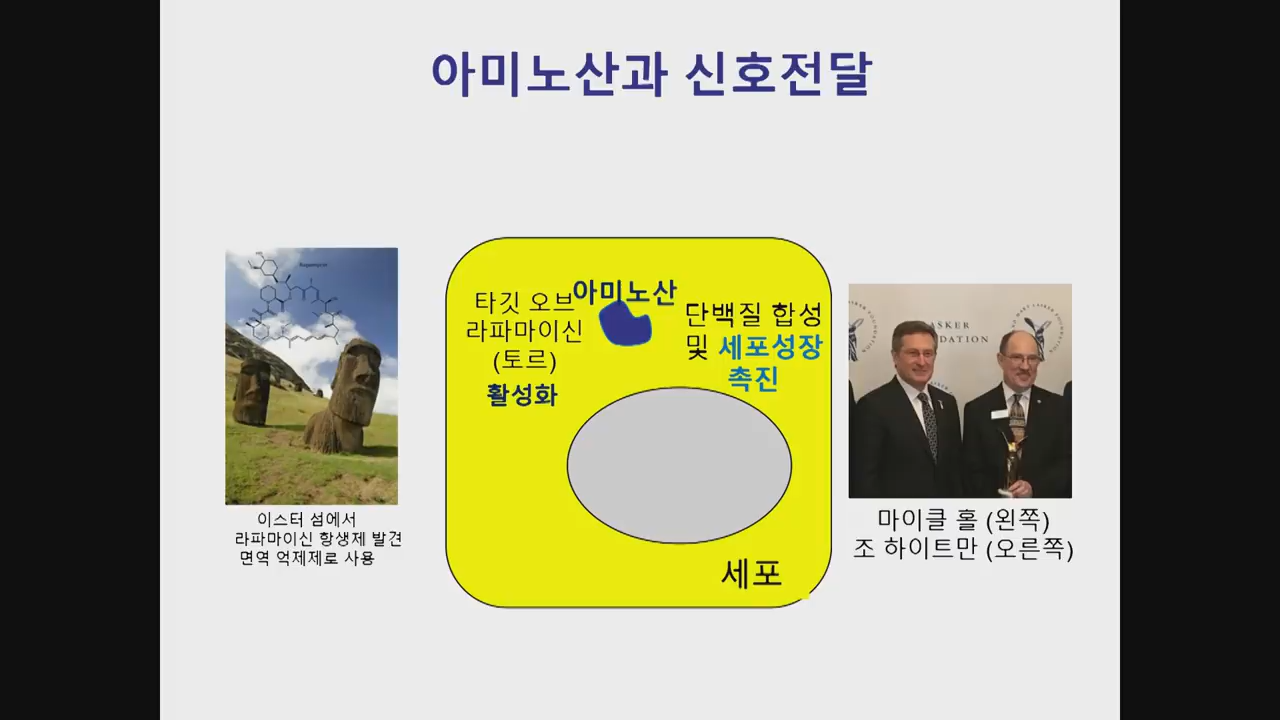 아미노산과 신호전달
Rapamycin
타깃 오브
라파마이신
(토르)
활성화
아미노산
단백질 합성
및 세포성장
촉진
세포
이스터 섬에서
라파마이신 항생제 발견
면역 억제제로 사용
ASKER
UNDATION
마이클 홀 (왼쪽)
조 하이트만 (오른쪽)